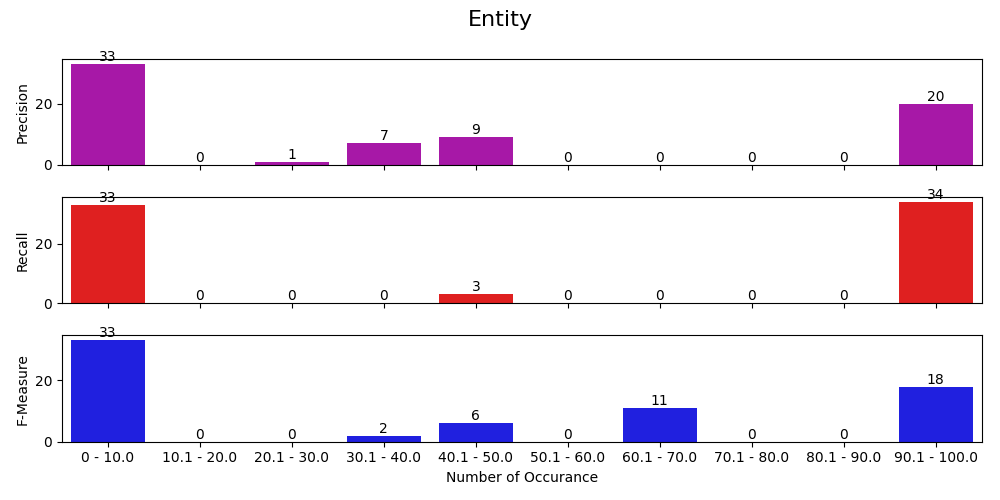 Entity
Precision
20
0
33 0 1 7 9 0 0 0 0 20
Recall
20
0
33 0 0 0 3 0 0 0 0 34
F-Measure
20
0
33 0 0 2 6 0 11 0 0 18
0 - 10.0 10.1 - 20.0 20.1 - 30.0 30.1 - 40.0 40.1 - 50.0 50.1 - 60.0 60.1 - 70.0 70.1 - 80.0 80.1 - 90.0 90.1 - 100.0
Number of Occurance